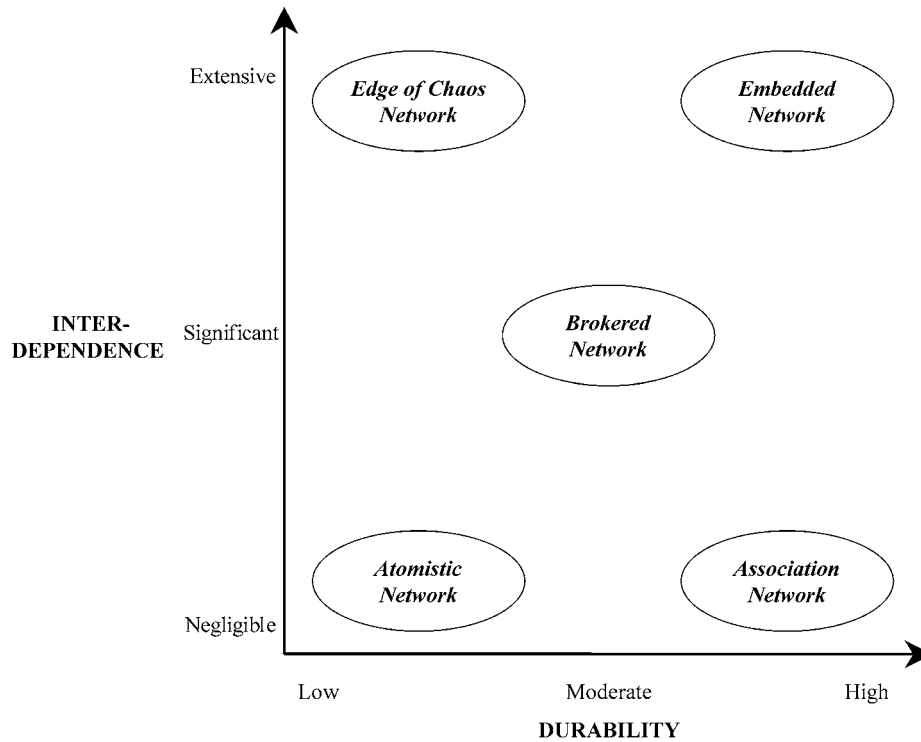 Extensive
Edge of Chaos
Network
Embedded
Network
INTER-
DEPENDENCE
Significant
Brokered
Network
Atomistic
Network
Association
Network
Negligible
Low
Moderate
High
DURABILITY